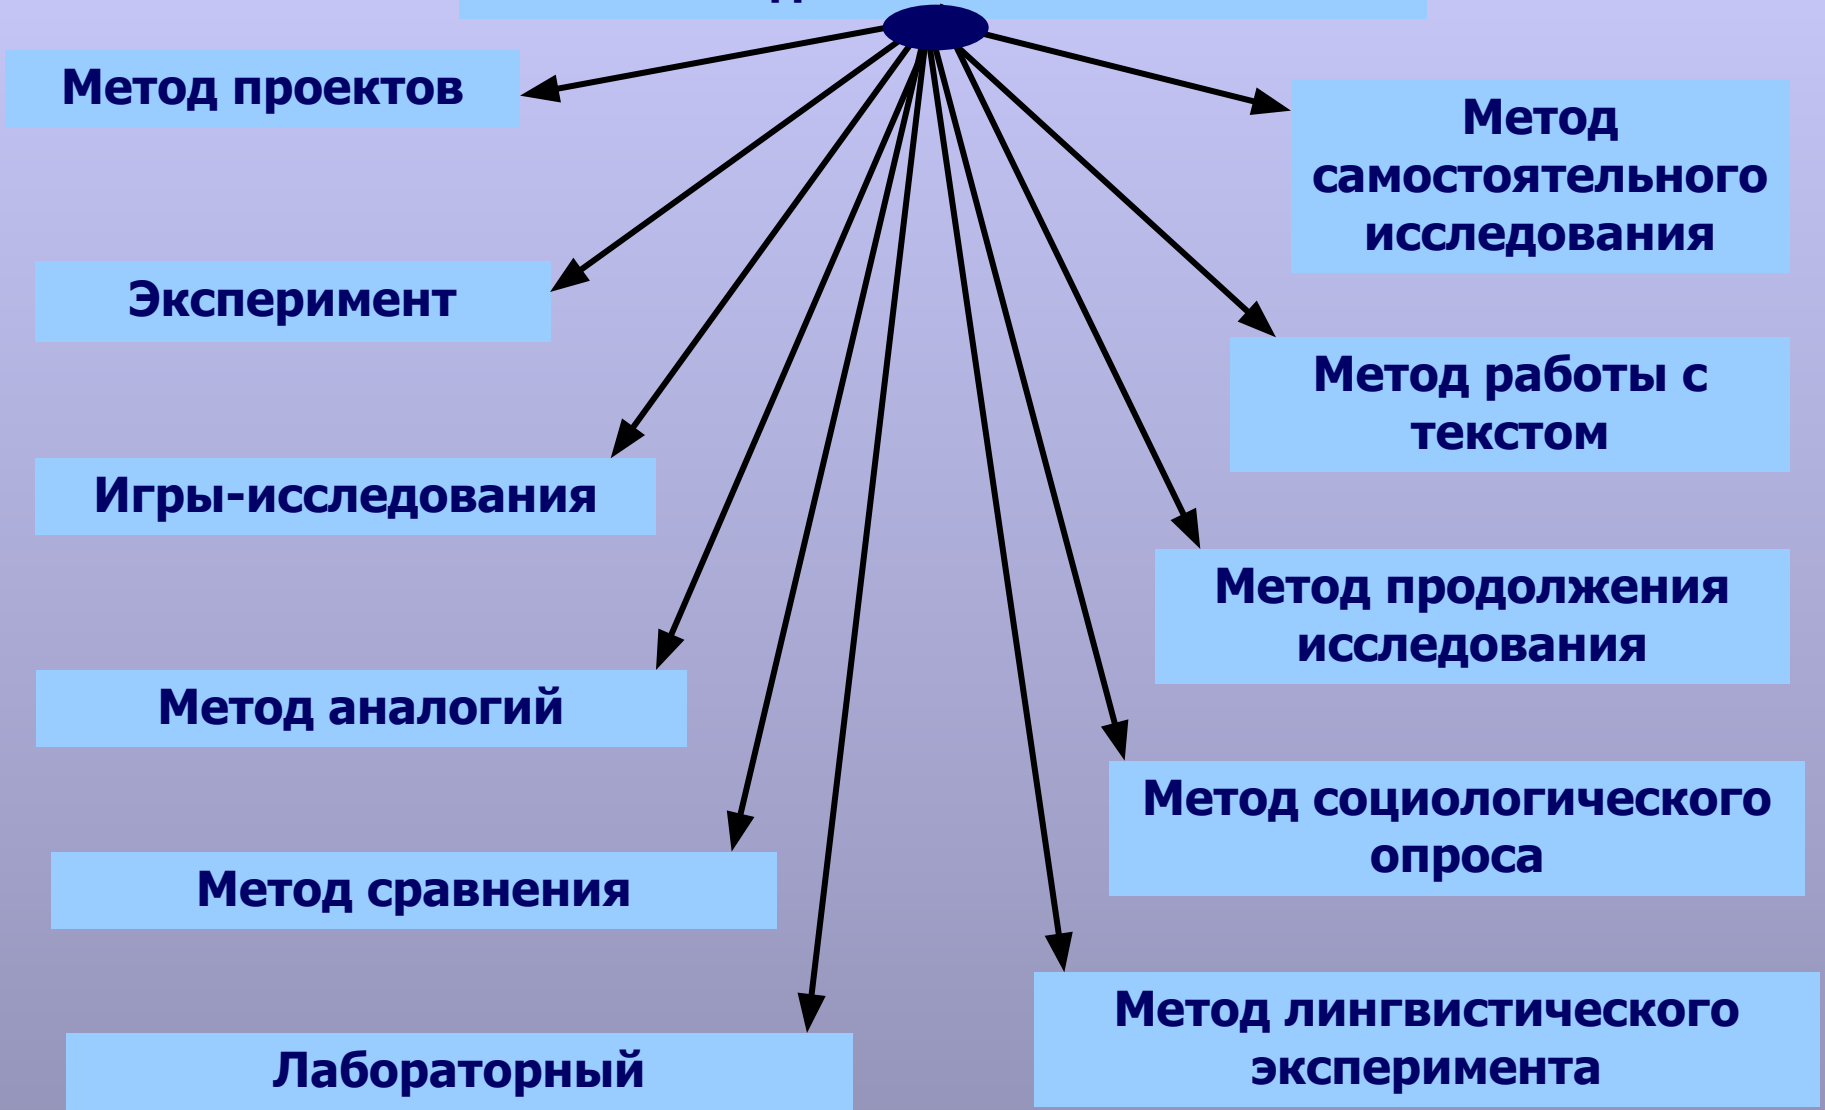 Метод проектов
Эксперимент
Игры-исследования
Метод аналогий
Метод сравнения
Лабораторный
Метод
самостоятельного
исследования
Метод работы с
текстом
Метод продолжения
исследования
Метод социологического
опроса
Метод лингвистического
эксперимента